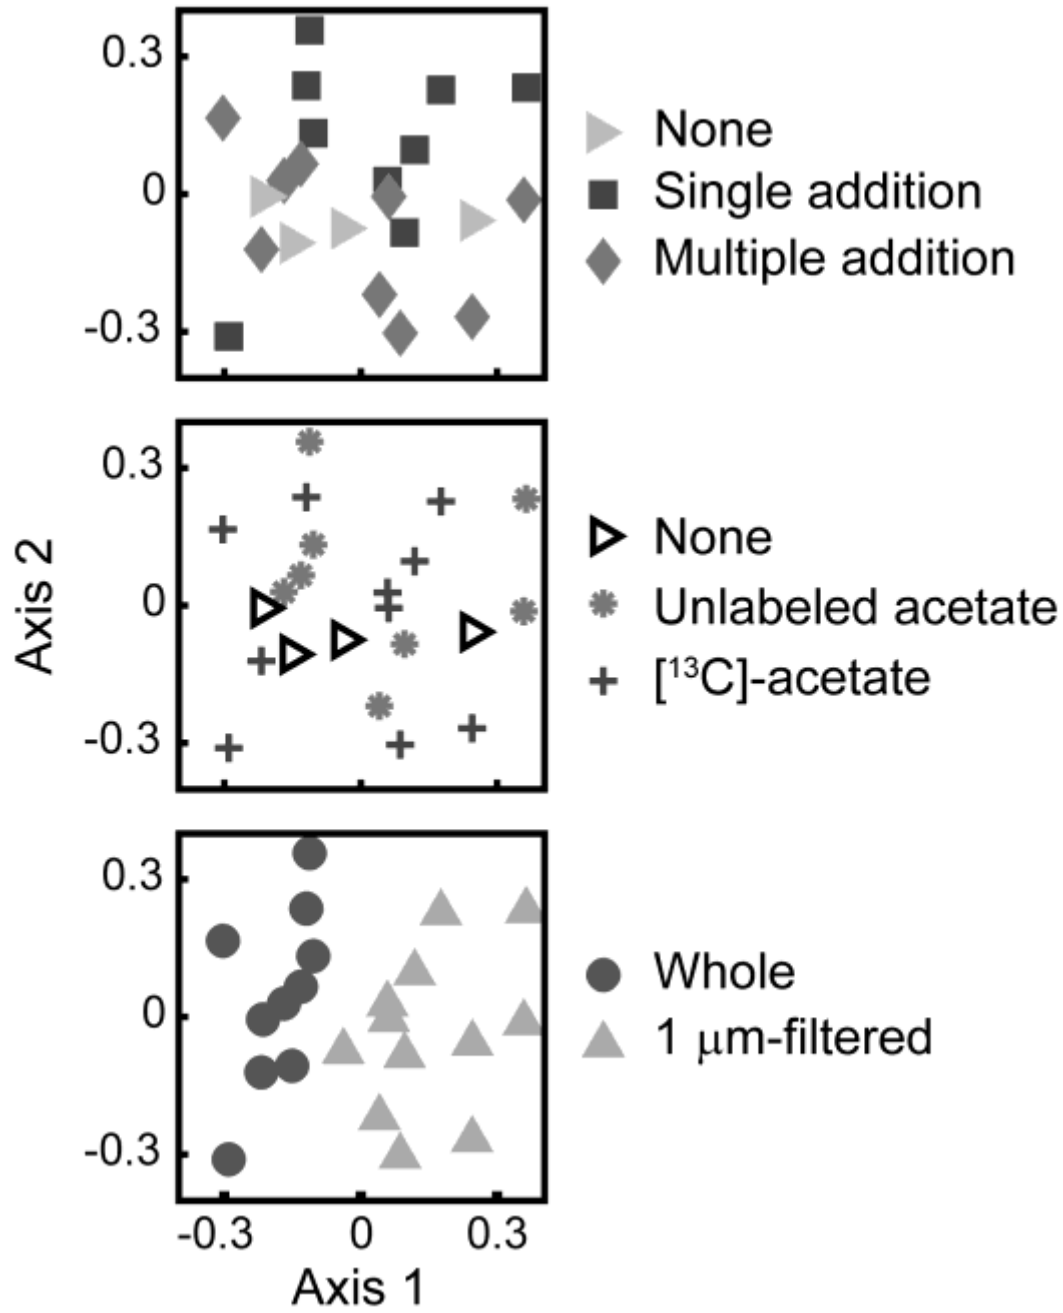 0.3
0
-0.3
None
Single addition
Multiple addition
Axis 2
0.3
0
-0.3
None
Unlabeled acetate
[¹³C]-acetate
0.3
0
-0.3
Whole
1 μm-filtered
-0.3 0 0.3
Axis 1